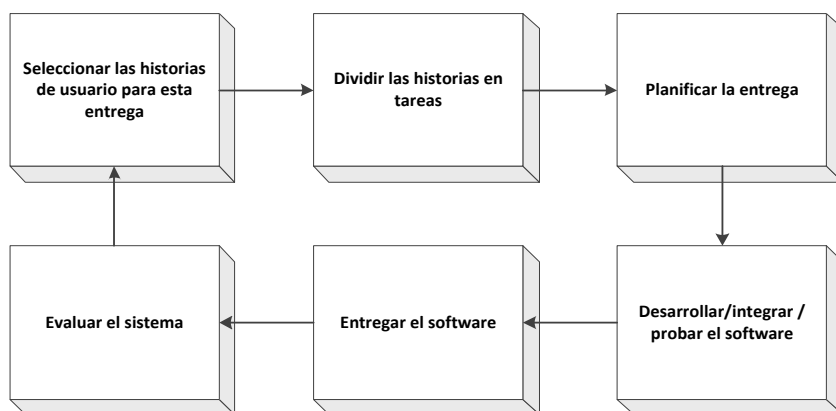 Seleccionar las historias
de usuario para esta
entrega
Dividir las historias en
tareas
Planificar la entrega
Evaluar el sistema
Entregar el software
Desarrollar/integrar /
probar el software